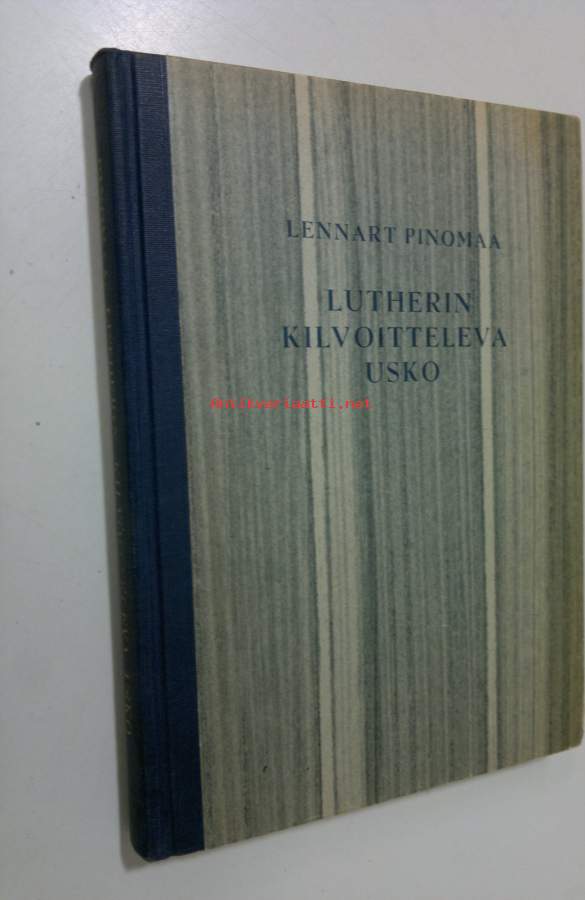 LENNART PINOMAA
LUTHERIN
KILVOITTELEVA
USKO
Antikvariaatti.net